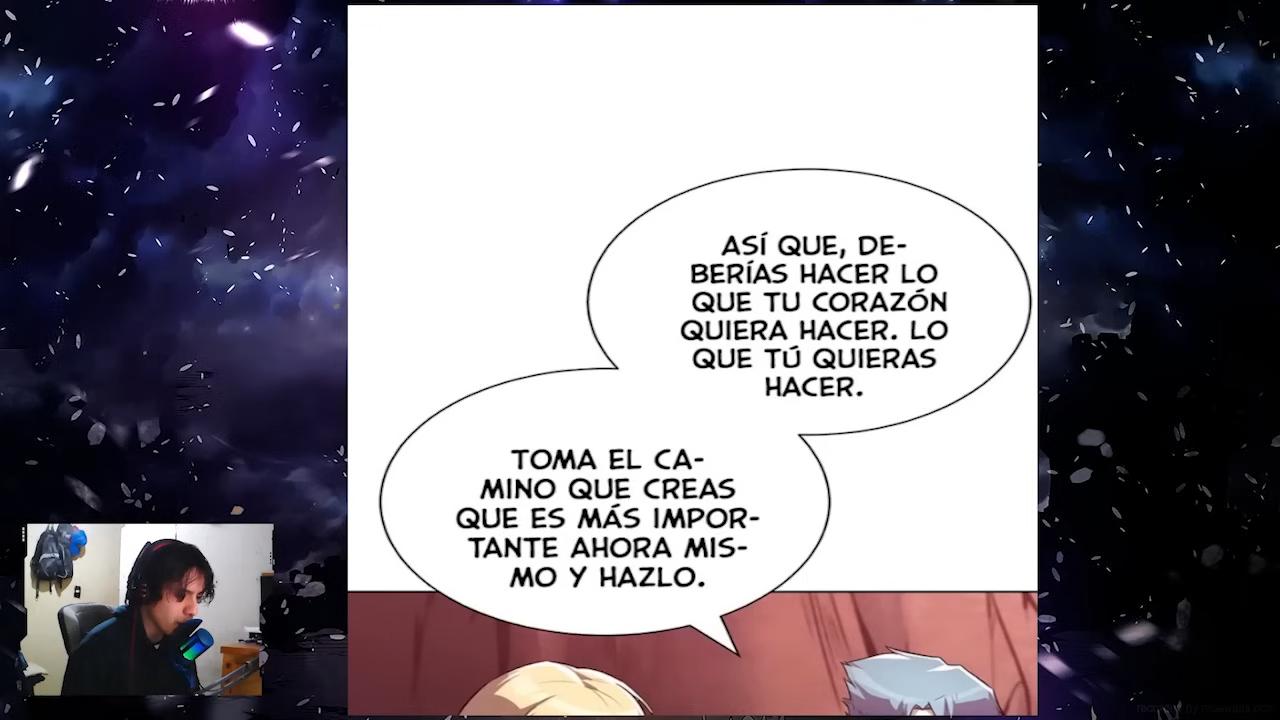 ASÍ QUE, DE-
BERÍAS HACER LO
QUE TU CORAZÓN
QUIERA HACER. LO
QUE TÚ QUIERAS
HACER.
TOMA EL CA-
MINO QUE CREAS
QUE ES MÁS IMPOR-
TANTE AHORA MIS-
MO Y HAZLO.